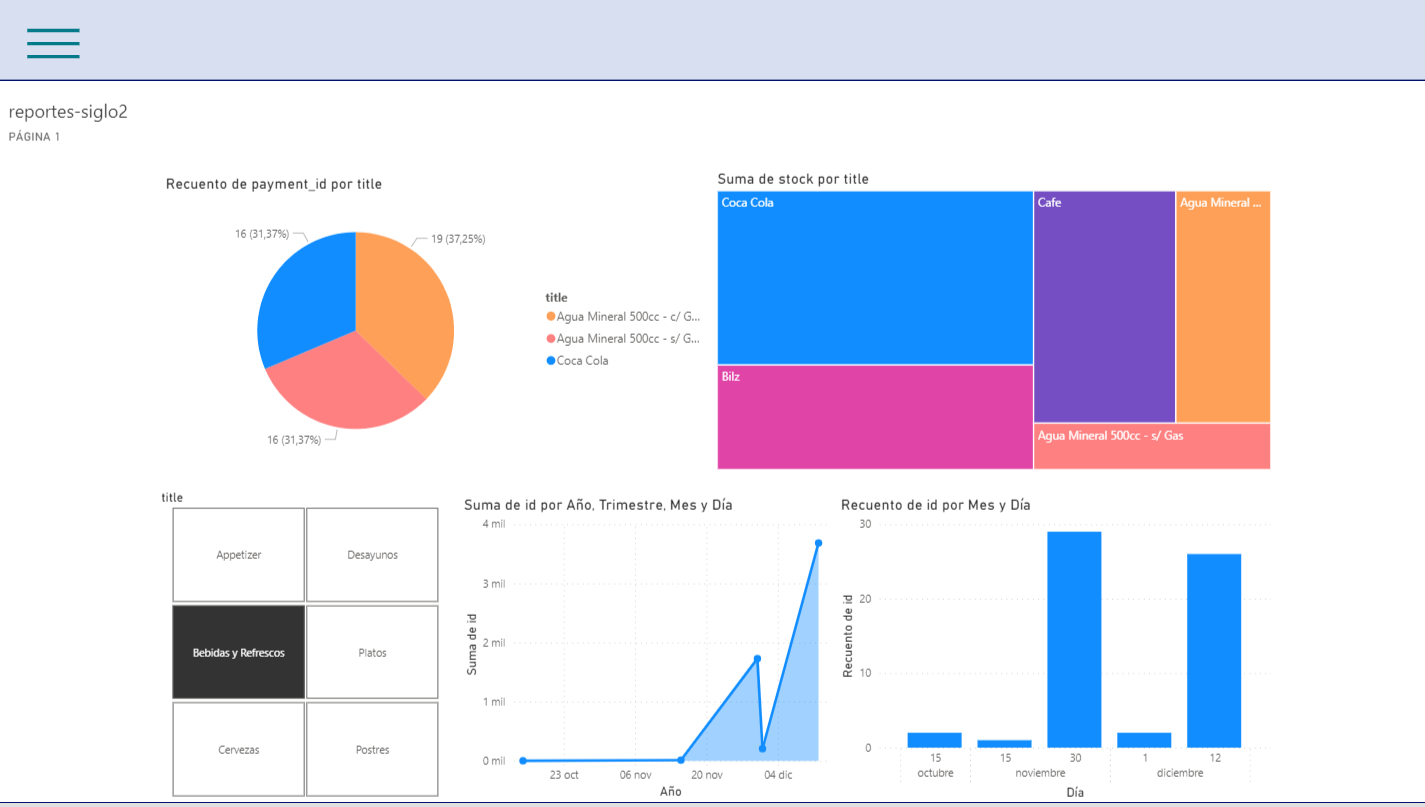 reportes-siglo2
PÁGINA 1
Recuento de payment_id por title
16 (31,37%)
19 (37,25%)
16 (31,37%)
title
Agua Mineral 500cc - c/ G...
Agua Mineral 500cc - s/ G...
Coca Cola
Suma de stock por title
Coca Cola
Cafe
Agua Mineral ...
Bilz
Agua Mineral 500cc - s/ Gas
title
Appetizer
Desayunos
Bebidas y Refrescos
Platos
Cervezas
Postres
Suma de id por Año, Trimestre, Mes y Día
Suma de id
4 mil
3 mil
2 mil
1 mil
0 mil
23 oct
06 nov
20 nov
04 dic
Año
Recuento de id por Mes y Día
Recuento de id
30
20
10
0
15
15
30
1
12
octubre
noviembre
diciembre
Día